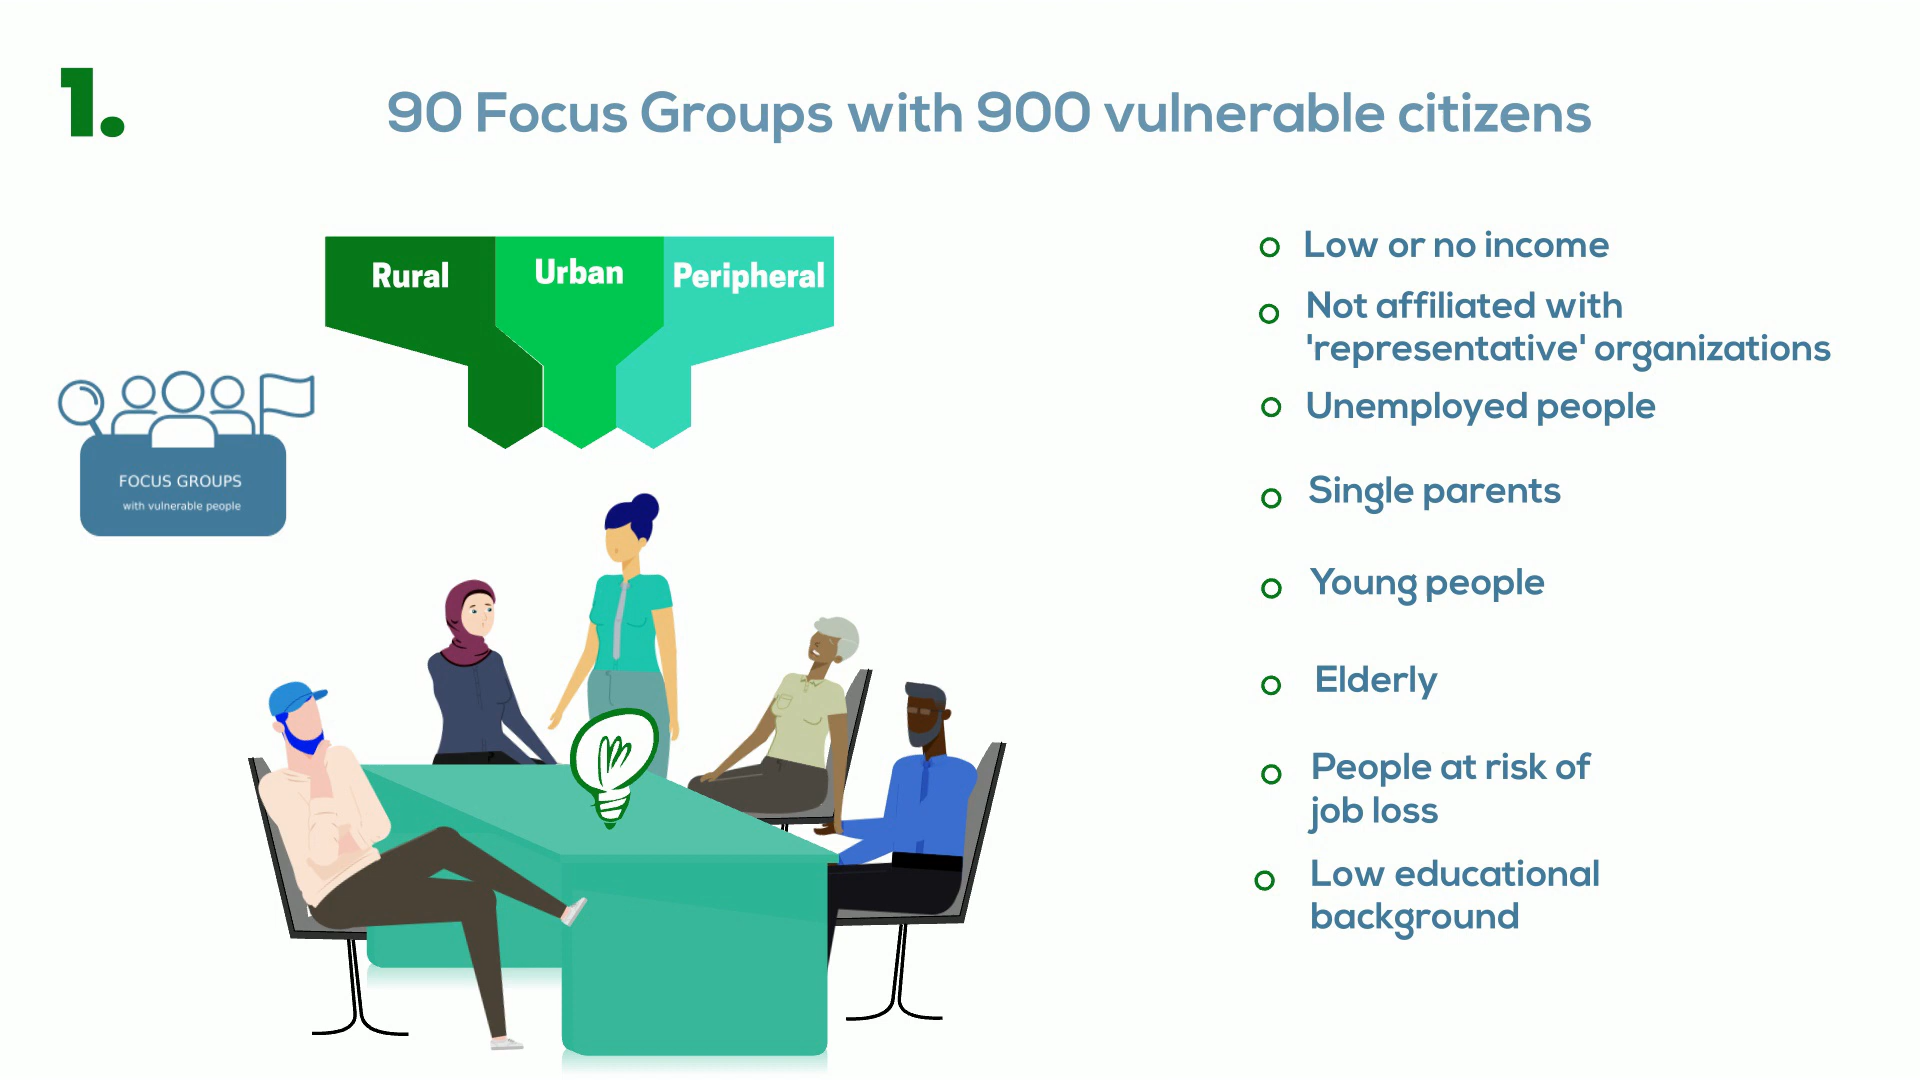 1.
90 Focus Groups with 900 vulnerable citizens
Rural
Urban
Peripheral
FOCUS GROUPS
with vulnerable people
Low or no income
Not affiliated with
'representative' organizations
Unemployed people
Single parents
Young people
Elderly
People at risk of
job loss
Low educational
background